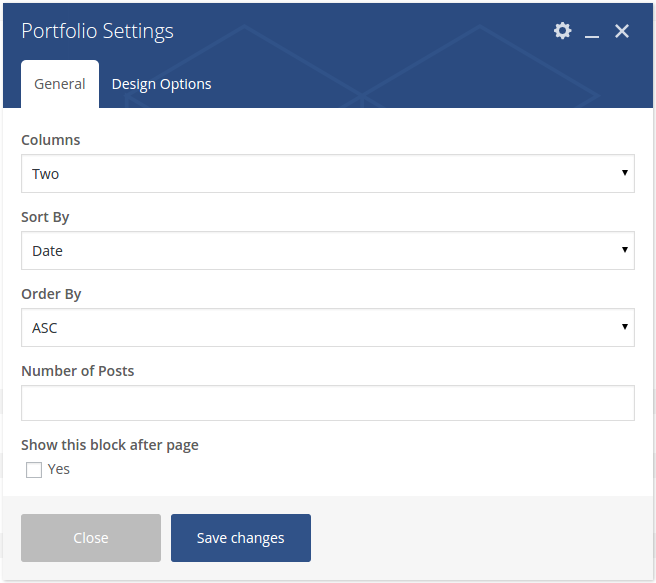 Portfolio Settings
General Design Options
Columns
Two
Sort By
Date
Order By
ASC
Number of Posts
Show this block after page
Yes
Close Save changes